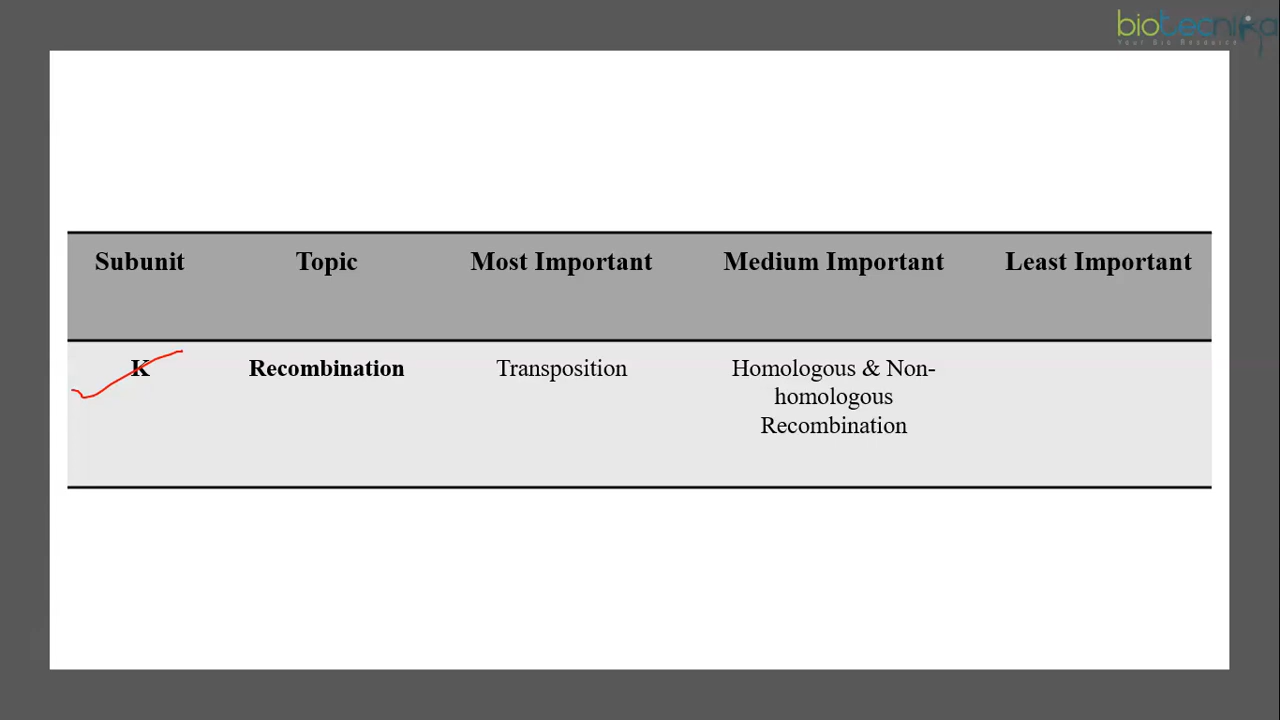 biotecnika
Your Bio Resource
Subunit Topic Most Important Medium Important Least Important
K Recombination Transposition Homologous & Non-
homologous
Recombination